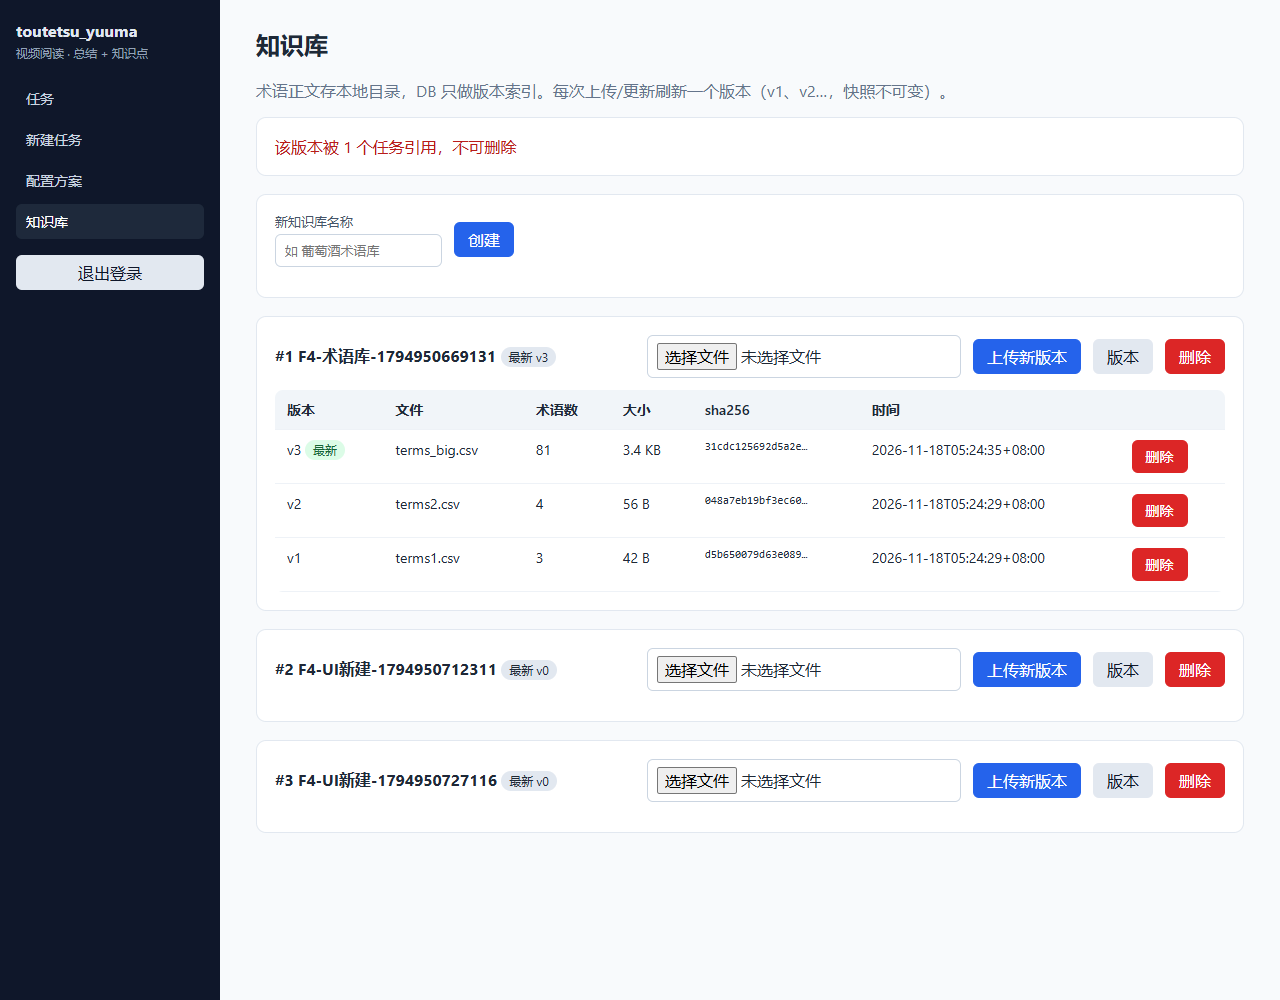 toutetsu_yuuma
视频阅读 · 总结 + 知识点
任务
新建任务
配置方案
知识库
退出登录
知识库
术语正文存本地目录，DB 只做版本索引。每次上传/更新刷新一个版本（v1、v2…，快照不可变）。
该版本被 1 个任务引用，不可删除
新知识库名称
如 葡萄酒术语库 创建
#1 F4-术语库-1794950669131 最新 v3 选择文件 未选择文件 上传新版本 版本 删除
版本 文件 术语数 大小 sha256 时间
v3 最新 terms_big.csv 81 3.4 KB 31cdc125692d5a2e… 2026-11-18T05:24:35+08:00 删除
v2 terms2.csv 4 56 B 048a7eb19bf3ec60… 2026-11-18T05:24:29+08:00 删除
v1 terms1.csv 3 42 B d5b650079d63e089… 2026-11-18T05:24:29+08:00 删除
#2 F4-UI新建-1794950712311 最新 v0 选择文件 未选择文件 上传新版本 版本 删除
#3 F4-UI新建-1794950727116 最新 v0 选择文件 未选择文件 上传新版本 版本 删除